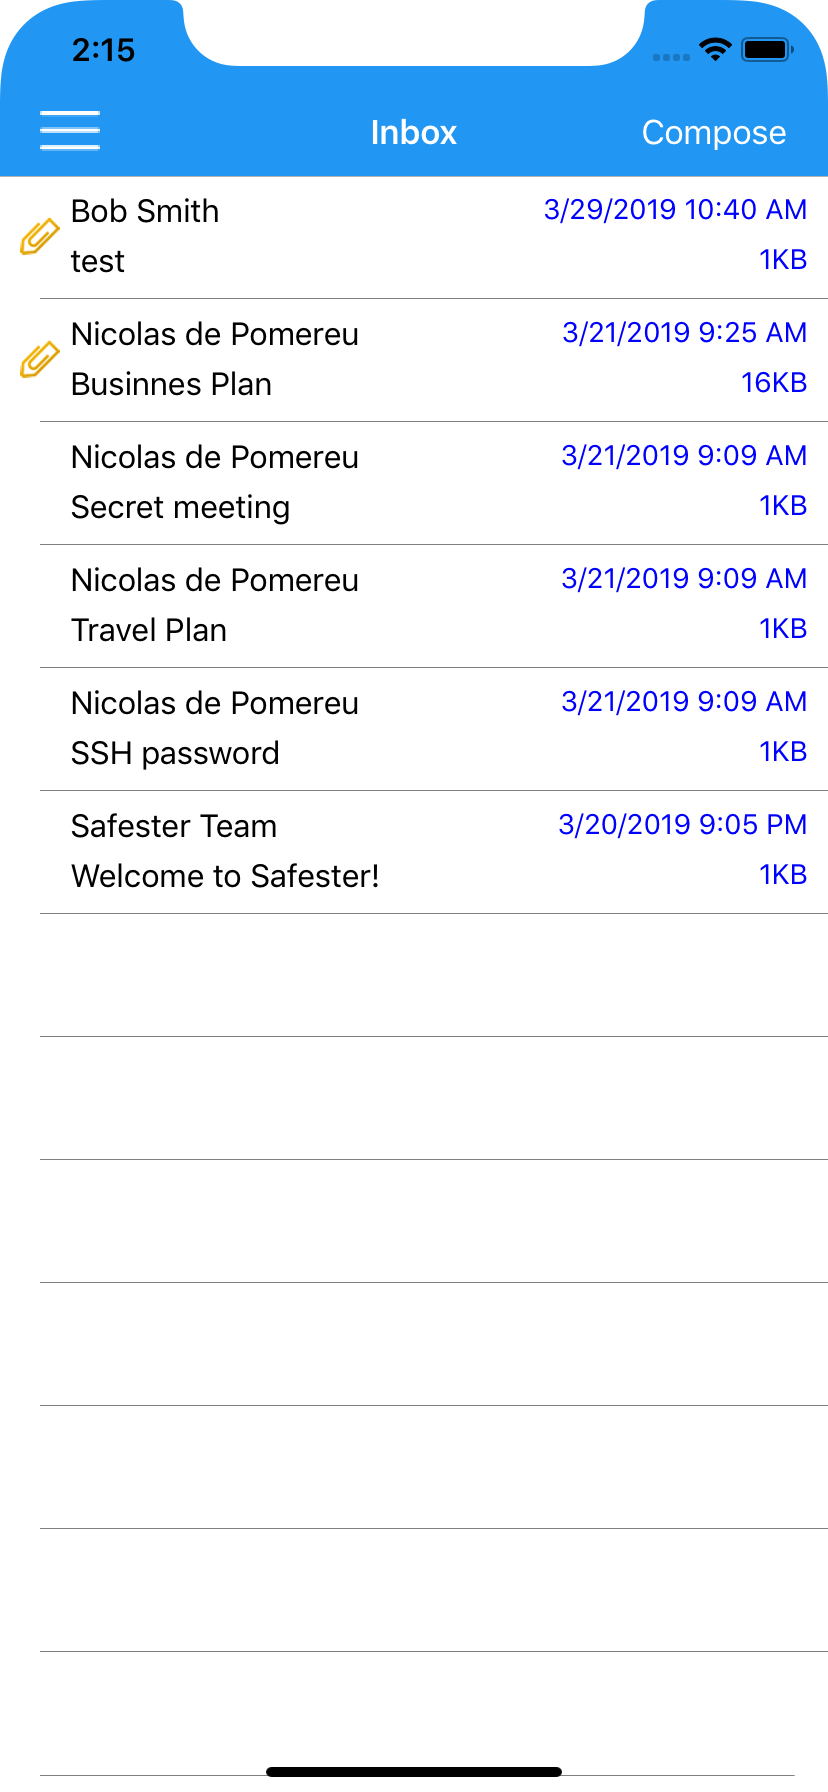 2:15
Inbox
Compose
Bob Smith
3/29/2019 10:40 AM
test
1KB
Nicolas de Pomereu
3/21/2019 9:25 AM
Businnes Plan
16KB
Nicolas de Pomereu
3/21/2019 9:09 AM
Secret meeting
1KB
Nicolas de Pomereu
3/21/2019 9:09 AM
Travel Plan
1KB
Nicolas de Pomereu
3/21/2019 9:09 AM
SSH password
1KB
Safester Team
3/20/2019 9:05 PM
Welcome to Safester!
1KB